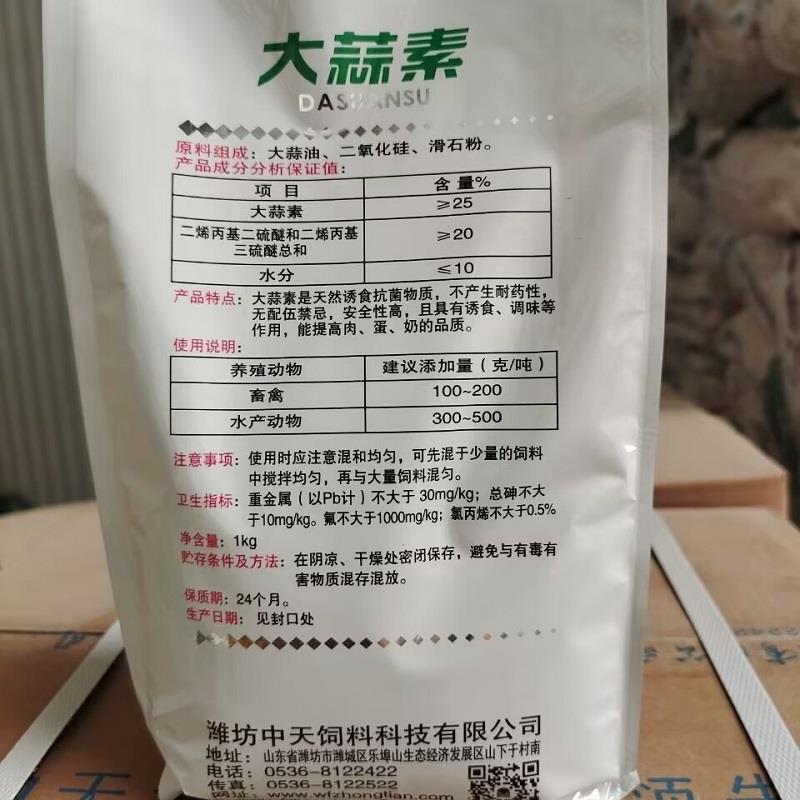 大蒜素
DASUANSU
原料组成：大蒜油、二氧化硅、滑石粉。
产品成分分析保证值：
项 目 含 量%
大蒜素 ≥25
二烯丙基二硫醚和二烯丙基
三硫醚总和 ≥20
水分 ≤10
产品特点：大蒜素是天然诱食抗菌物质，不产生耐药性，
无配伍禁忌，安全性高，且具有诱食、调味等
作用，能提高肉、蛋、奶的品质。
使用说明：
养殖动物 建议添加量（克/吨）
畜禽 100~200
水产动物 300~500
注意事项：使用时应注意混和均匀，可先混于少量的饲料
中搅拌均匀，再与大量饲料混匀。
卫生指标：重金属（以Pb计）不大于 30mg/kg；总砷不大
于10mg/kg。氟不大于1000mg/kg；氯丙烯不大于0.5%
净含量：1kg
贮存条件及方法：在阴凉、干燥处密闭保存，避免与有毒有
害物质混存混放。
保质期：24个月。
生产日期：见封口处
潍坊中天饲料科技有限公司
地址：山东省潍坊市潍城区乐埠山生态经济发展区山下于村南
电话：0536-8122422
传真：0536-8122522
网址：www.wfzhongtian.com